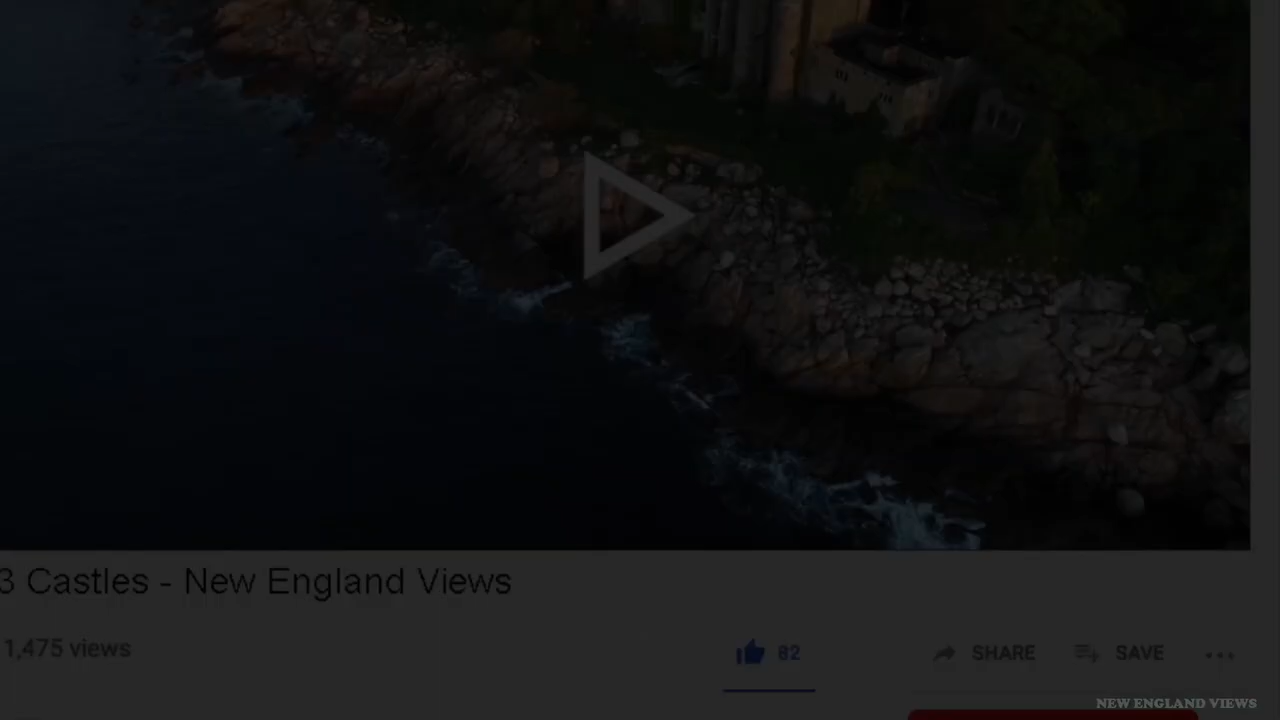 3 Castles - New England Views
1,475 views
82
SHARE
SAVE
NEW ENGLAND VIEWS